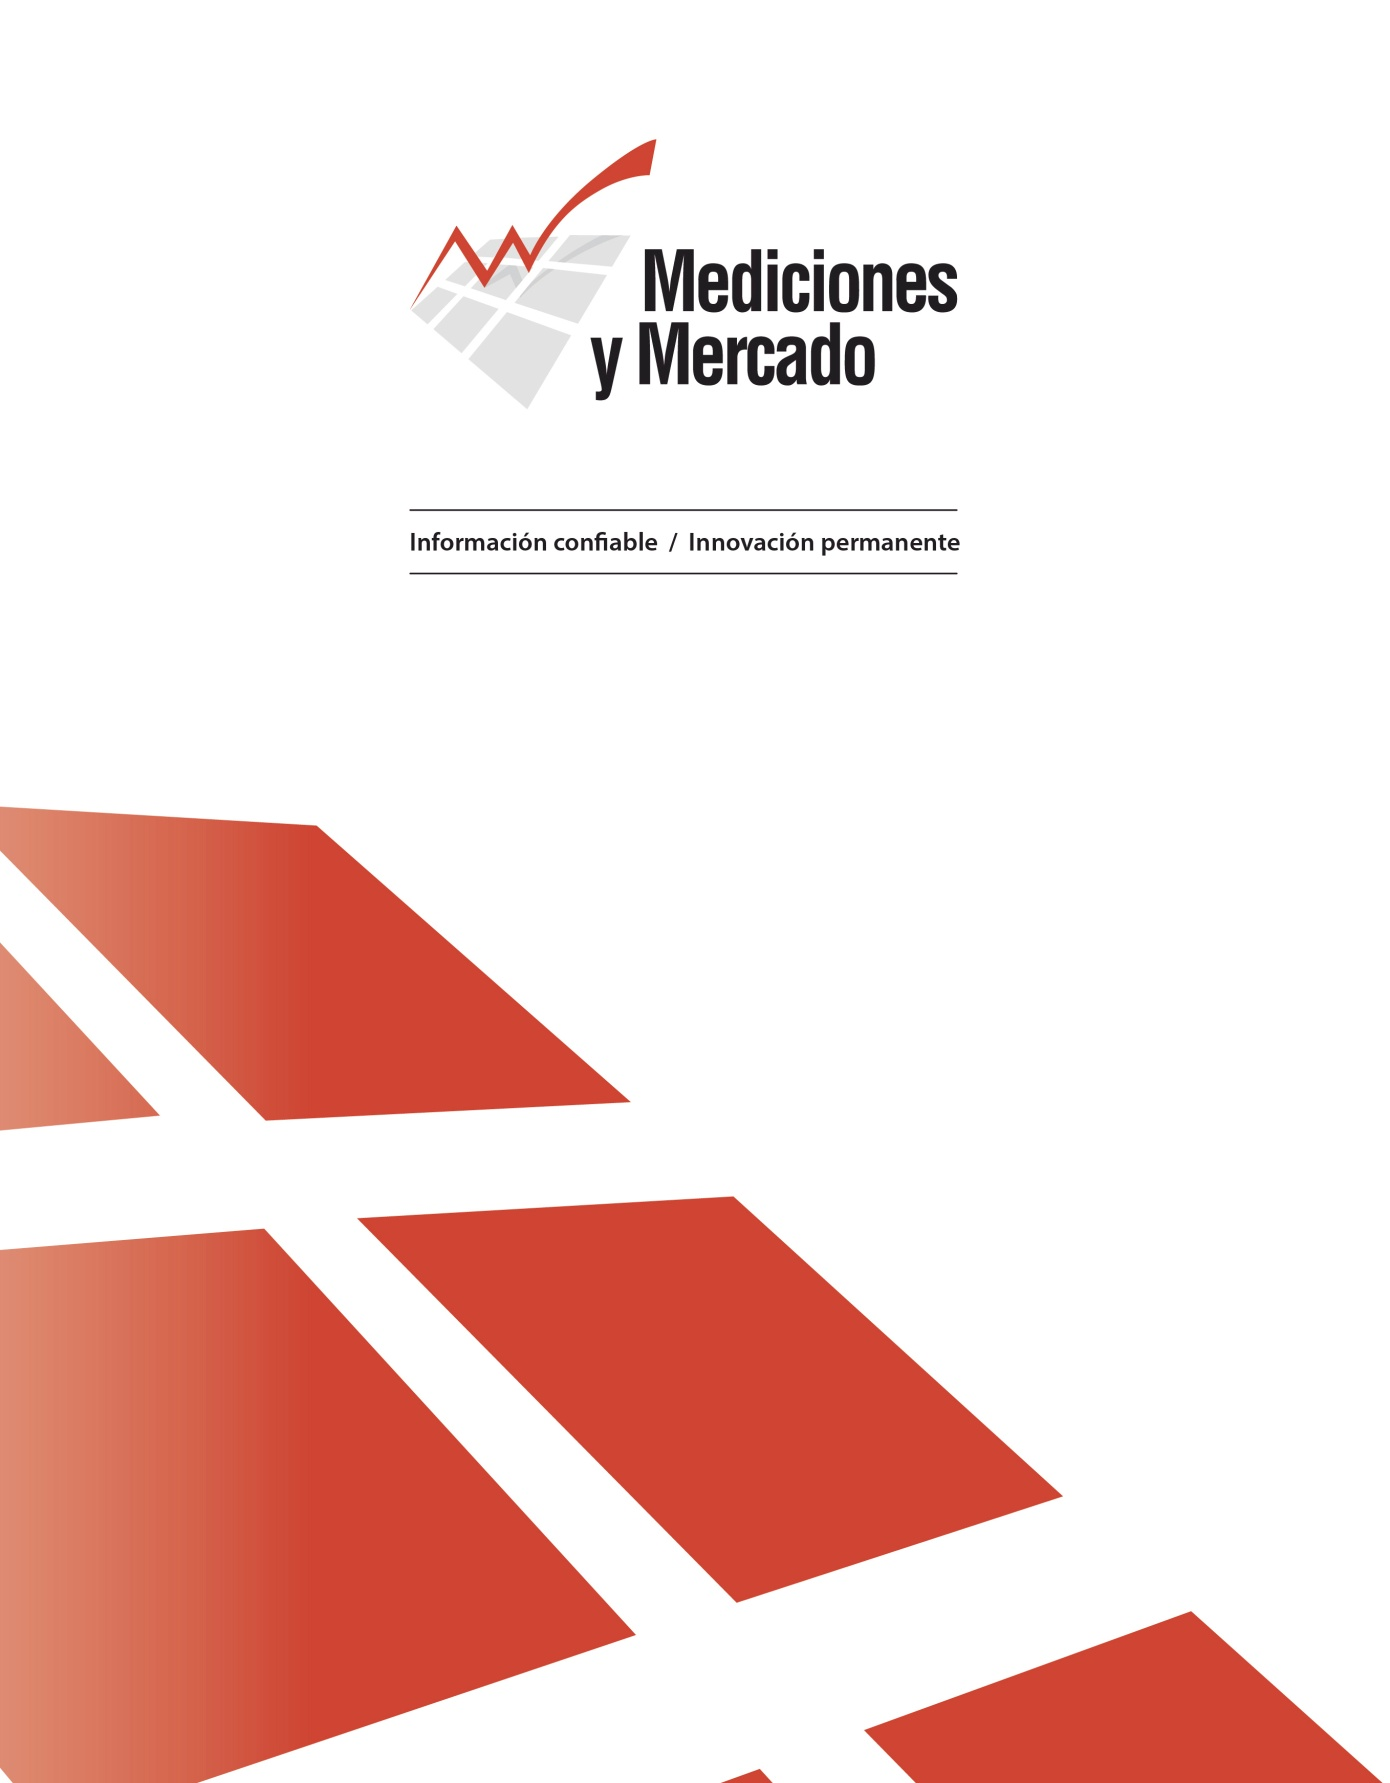 Mediciones
y Mercado
Información confiable / Innovación permanente